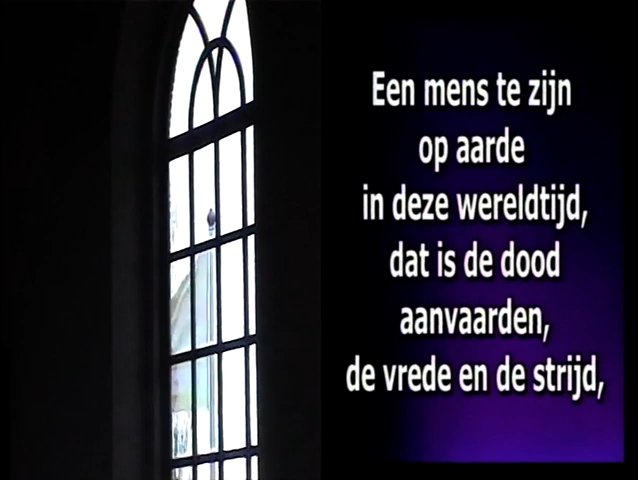 Een mens te zijn
op aarde
in deze wereldtijd,
dat is de dood
aanvaarden,
de vrede en de strijd,